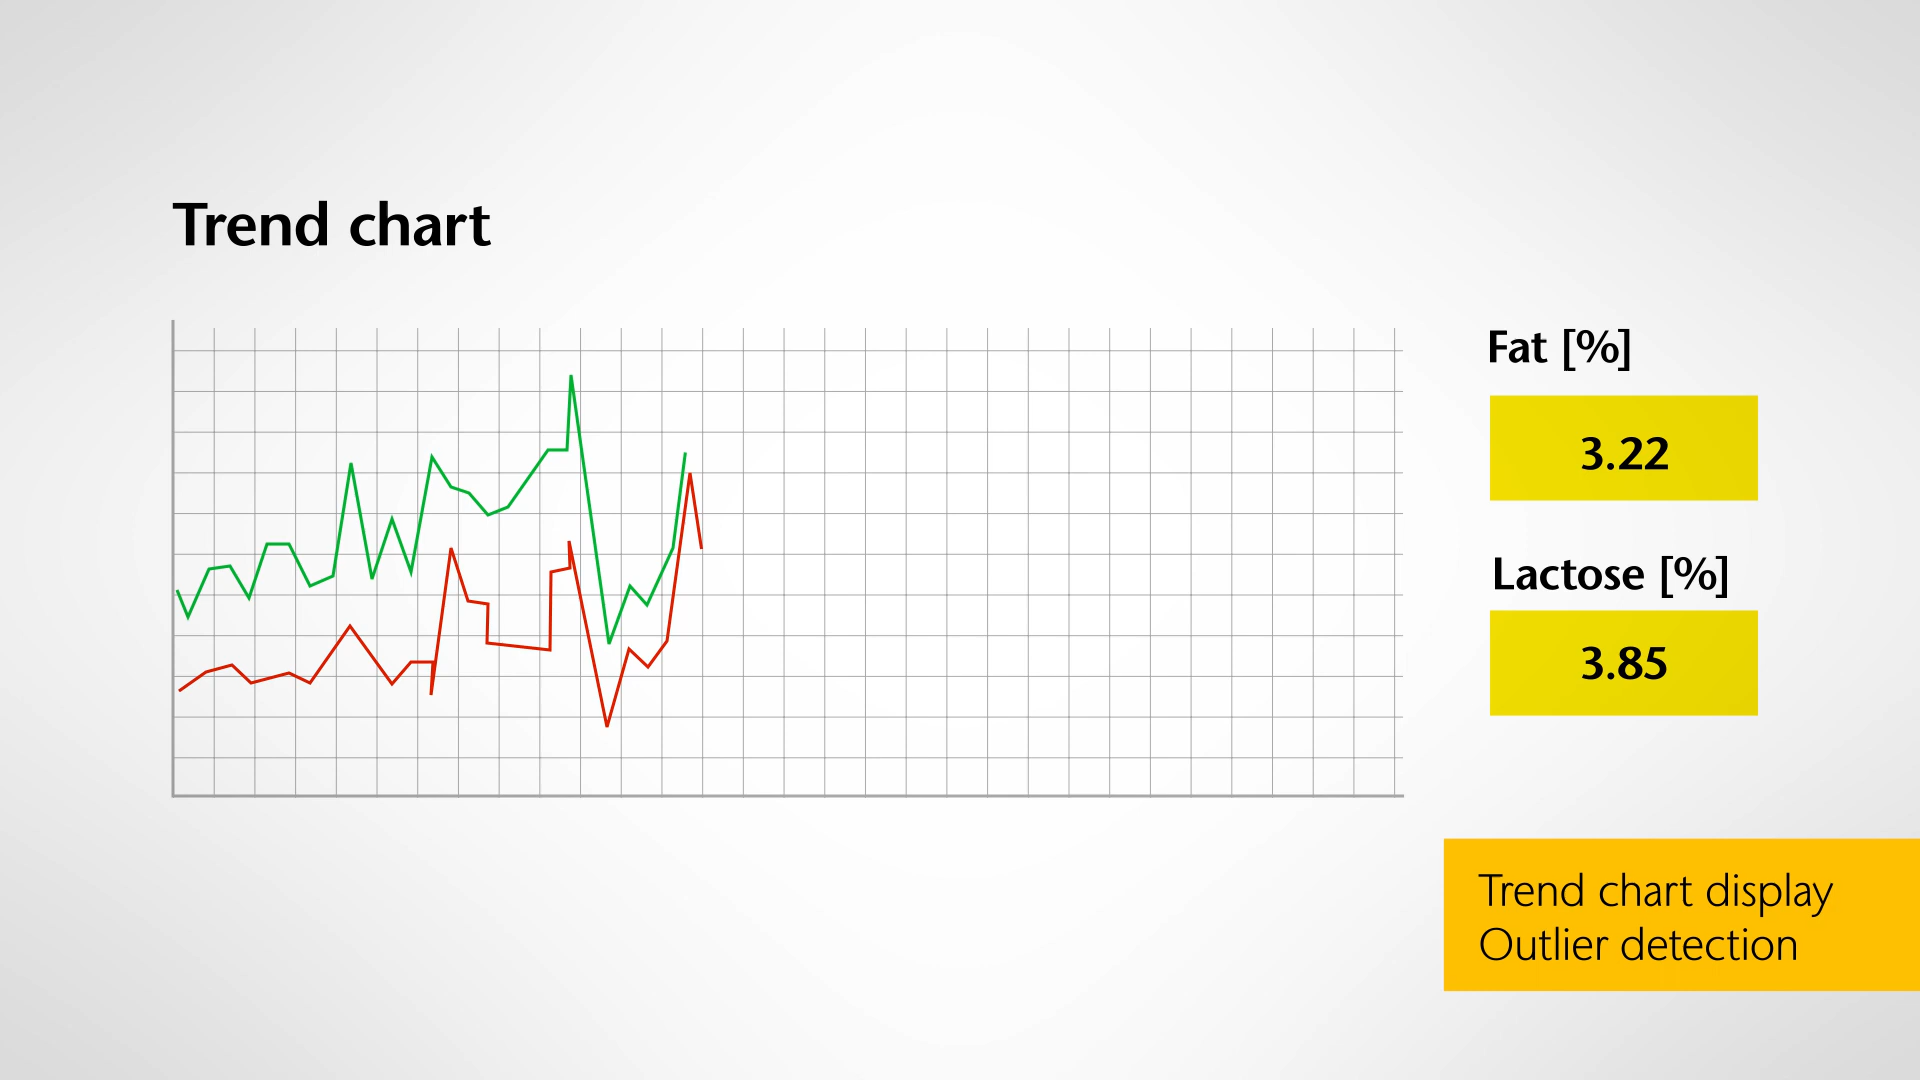 Trend chart
Fat [%]
3.22
Lactose [%]
3.85
Trend chart display
Outlier detection